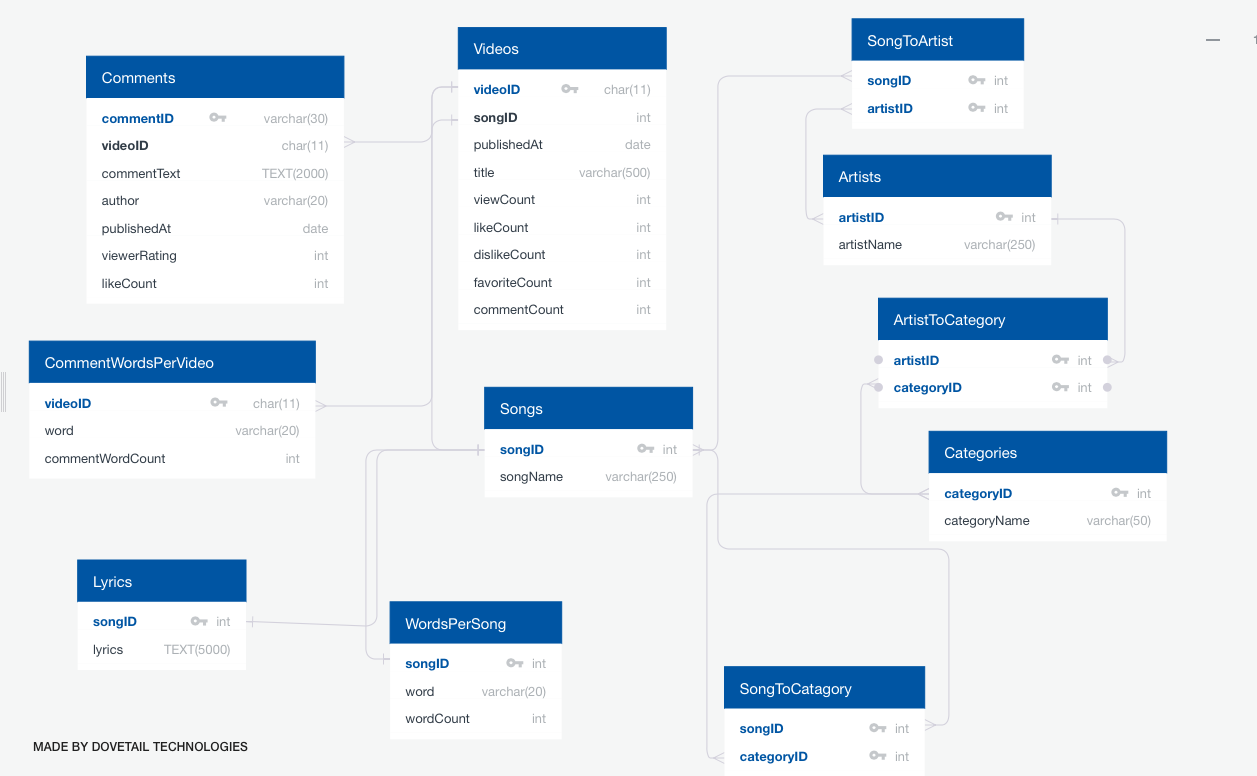 Comments
commentID varchar(30)
videoID char(11)
commentText TEXT(2000)
author varchar(20)
publishedAt date
viewerRating int
likeCount int
Videos
videoID char(11)
songID int
publishedAt date
title varchar(500)
viewCount int
likeCount int
dislikeCount int
favoriteCount int
commentCount int
SongToArtist
songID int
artistID int
Artists
artistID int
artistName varchar(250)
ArtistToCategory
artistID int
categoryID int
CommentWordsPerVideo
videoID char(11)
word varchar(20)
commentWordCount int
Songs
songID int
songName varchar(250)
Categories
categoryID int
categoryName varchar(50)
Lyrics
songID int
lyrics TEXT(5000)
WordsPerSong
songID int
word varchar(20)
wordCount int
SongToCatagory
songID int
categoryID int
MADE BY DOVETAIL TECHNOLOGIES